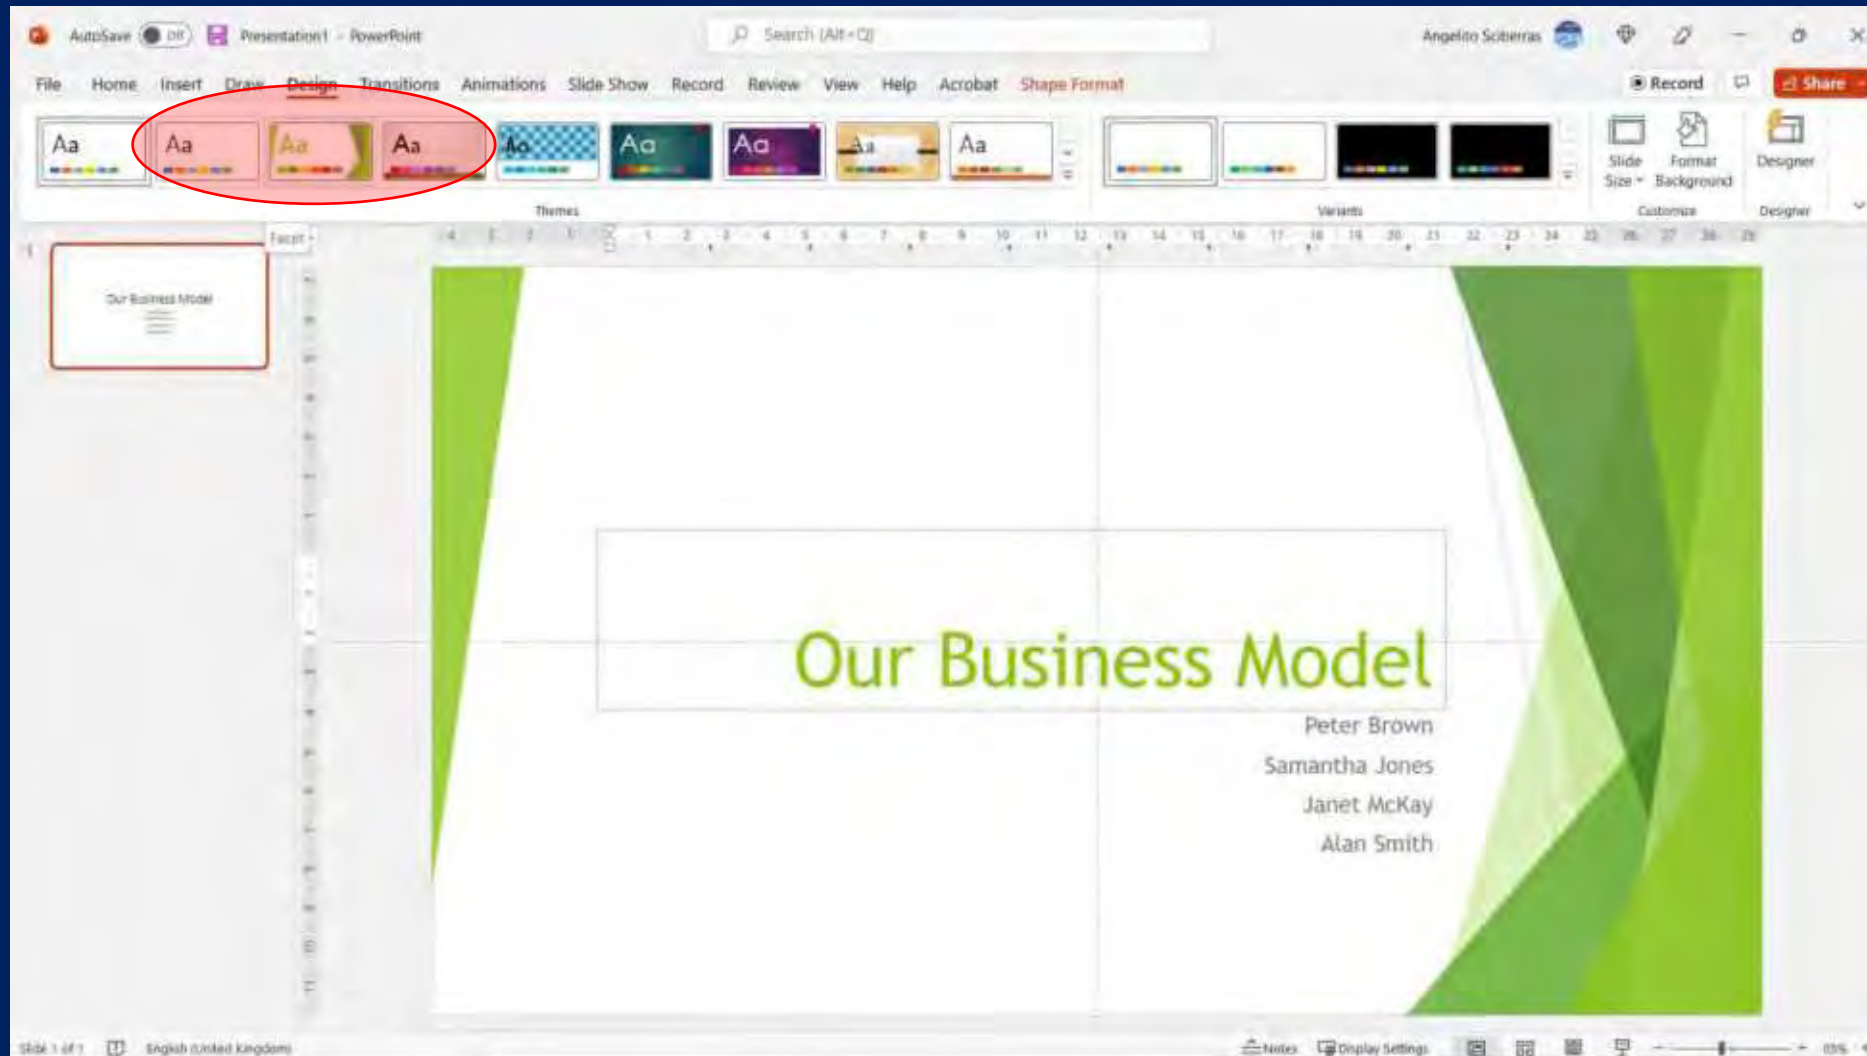 AutoSave Off Presentation1 - PowerPoint Search (Alt+Q) Angelito Sciberras
File Home Insert Draw Design Transitions Animations Slide Show Record Review View Help Acrobat Shape Format Record Share
Aa Aa Aa Aa Aa Aa Aa Aa Aa
Slide Size Format Background Designer
Themes Variants Customize Designer
Facet
1
Our Business Model
Our Business Model
Peter Brown
Samantha Jones
Janet McKay
Alan Smith
Slide 1 of 1 English (United Kingdom) Notes Display Settings